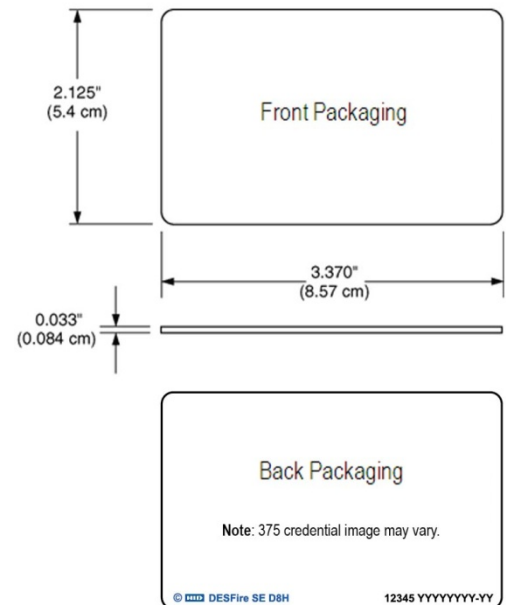 2.125"
(5.4 cm)
Front Packaging
3.370"
(8.57 cm)
0.033"
(0.084 cm)
Back Packaging
Note: 375 credential image may vary.
© HID DESFire SE D8H
12345 YYYYYYYY-YY